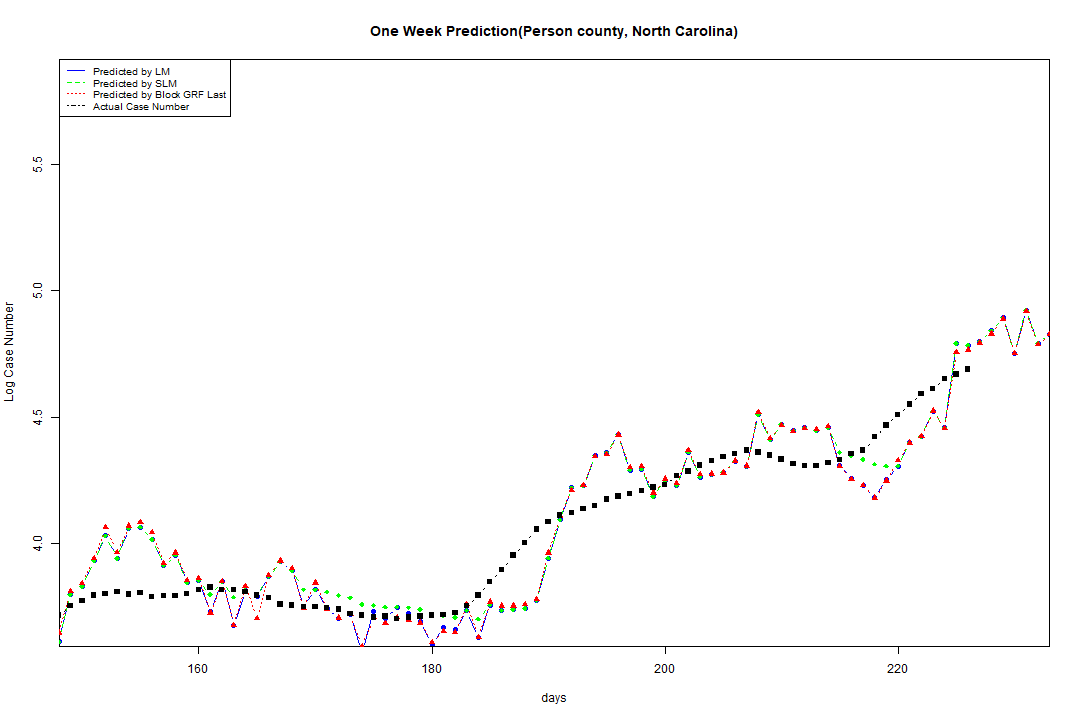 One Week Prediction(Person county, North Carolina)
Predicted by LM
Predicted by SLM
Predicted by Block GRF Last
Actual Case Number
5.5
5.0
4.5
4.0
Log Case Number
160
180
200
220
days